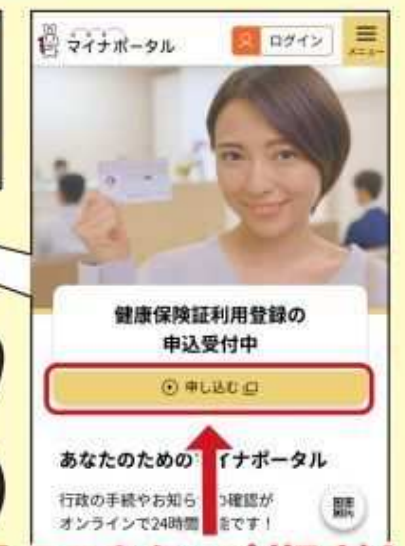 マイナポータル
ログイン
メニュー
健康保険証利用登録の
申込受付中
申し込む
あなたのための イナポータル
行政の手続やお知ら の確認が
オンラインで24時間 能です!